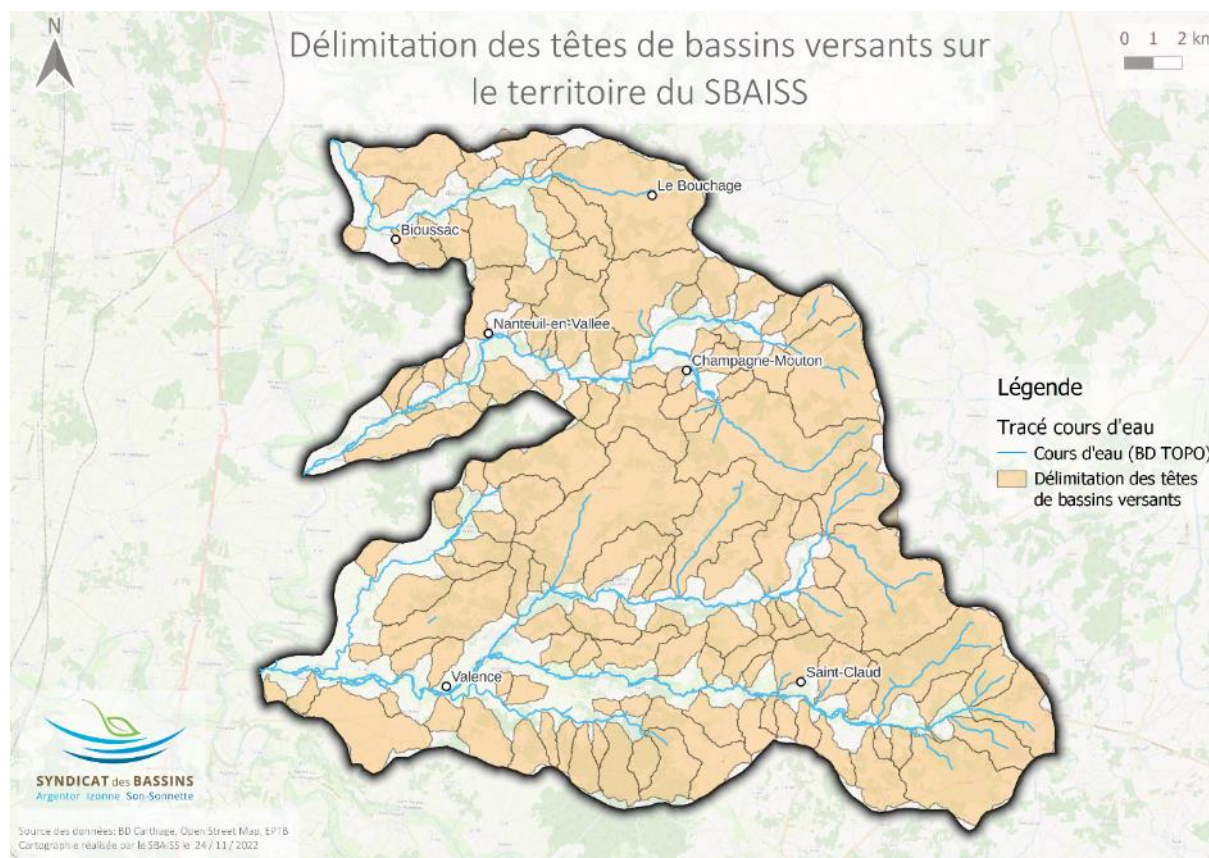 N
Délimitation des têtes de bassins versants sur
le territoire du SBAISS
0 1 2 km
Le Bouchage
Bioussac
Nanteuil-en-Vallee
Champagne-Mouton
Légende
Tracé cours d'eau
Cours d'eau (BD TOPO)
Délimitation des têtes
de bassins versants
Saint-Claud
Valence
SYNDICAT des BASSINS
Argentor Izonne Son-Sonnette
Source des données: BD Carthage, Open Street Map, EPTB
Cartographie réalisée par le SBAISS le 24 / 11 / 2022